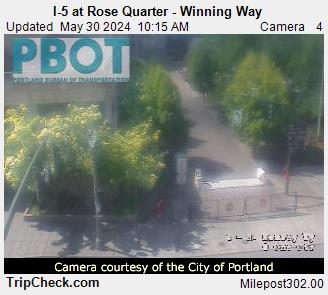 I-5 at Rose Quarter - Winning Way
Updated May 30 2024 10:15 AM Camera 4
PBOT
PORTLAND BUREAU OF TRANSPORTATION
Camera courtesy of the City of Portland
TripCheck.com Milepost302.00